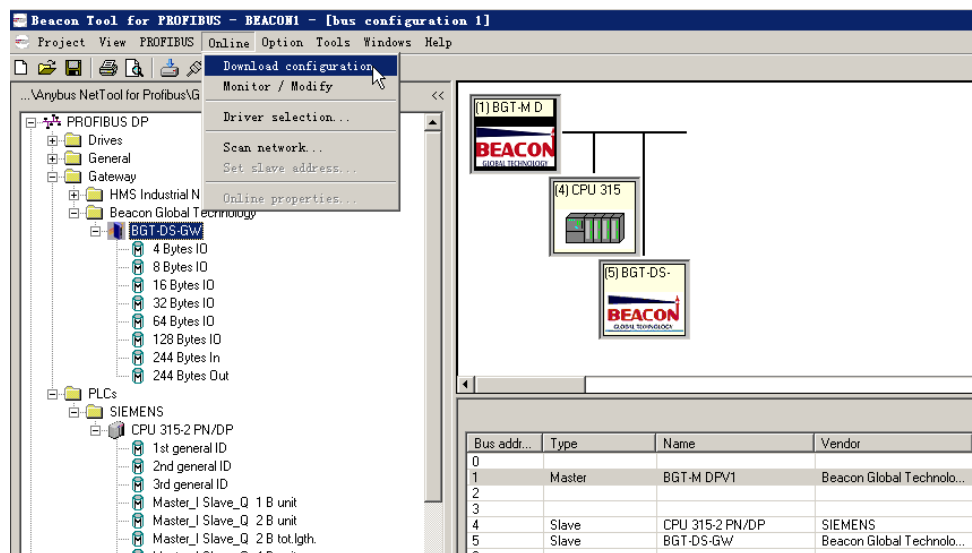 Beacon Tool for PROFIBUS - BEACON1 - [bus configuration 1]
Project View PROFIBUS Online Option Tools Windows Help
Download configuration
Monitor / Modify
Driver selection...
Scan network...
Set slave address...
Online properties...
...\Anybus NetTool for Profibus\G
<<
PROFIBUS DP
Drives
General
Gateway
HMS Industrial N
Beacon Global Technology
BGT-DS-GW
4 Bytes IO
8 Bytes IO
16 Bytes IO
32 Bytes IO
64 Bytes IO
128 Bytes IO
244 Bytes In
244 Bytes Out
PLCs
SIEMENS
CPU 315-2 PN/DP
1st general ID
2nd general ID
3rd general ID
Master_I Slave_Q 1 B unit
Master_I Slave_Q 2 B unit
Master_I Slave_Q 2 B tot.lgth.
(1) BGT-M D
BEACON
GLOBAL TECHNOLOGY
(4) CPU 315
(5) BGT-DS-
BEACON
GLOBAL TECHNOLOGY
Bus addr... Type Name Vendor
0
1 Master BGT-M DPV1 Beacon Global Technolo...
2
3
4 Slave CPU 315-2 PN/DP SIEMENS
5 Slave BGT-DS-GW Beacon Global Technolo...